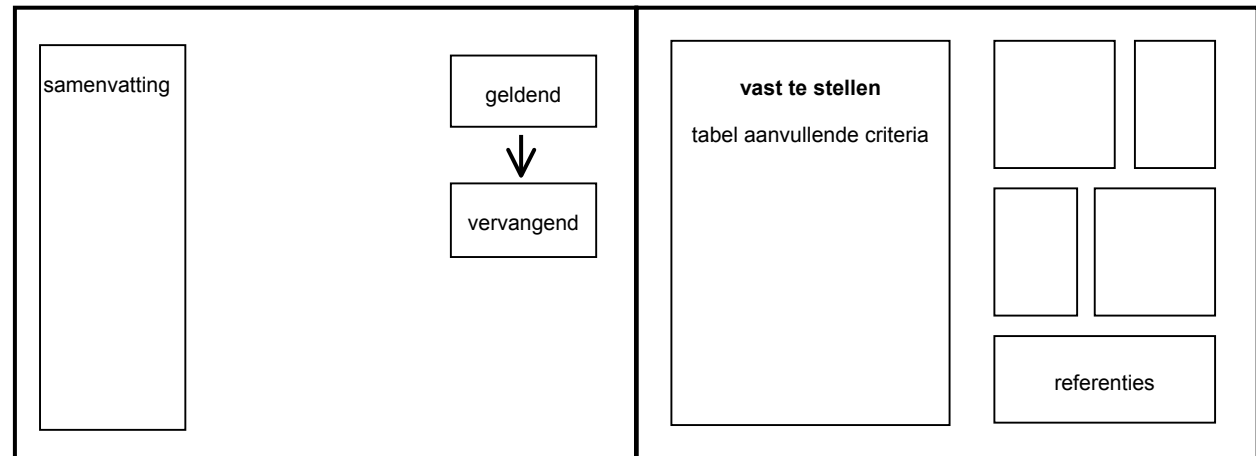 samenvatting
geldend
vervangend
vast te stellen
tabel aanvullende criteria
referenties